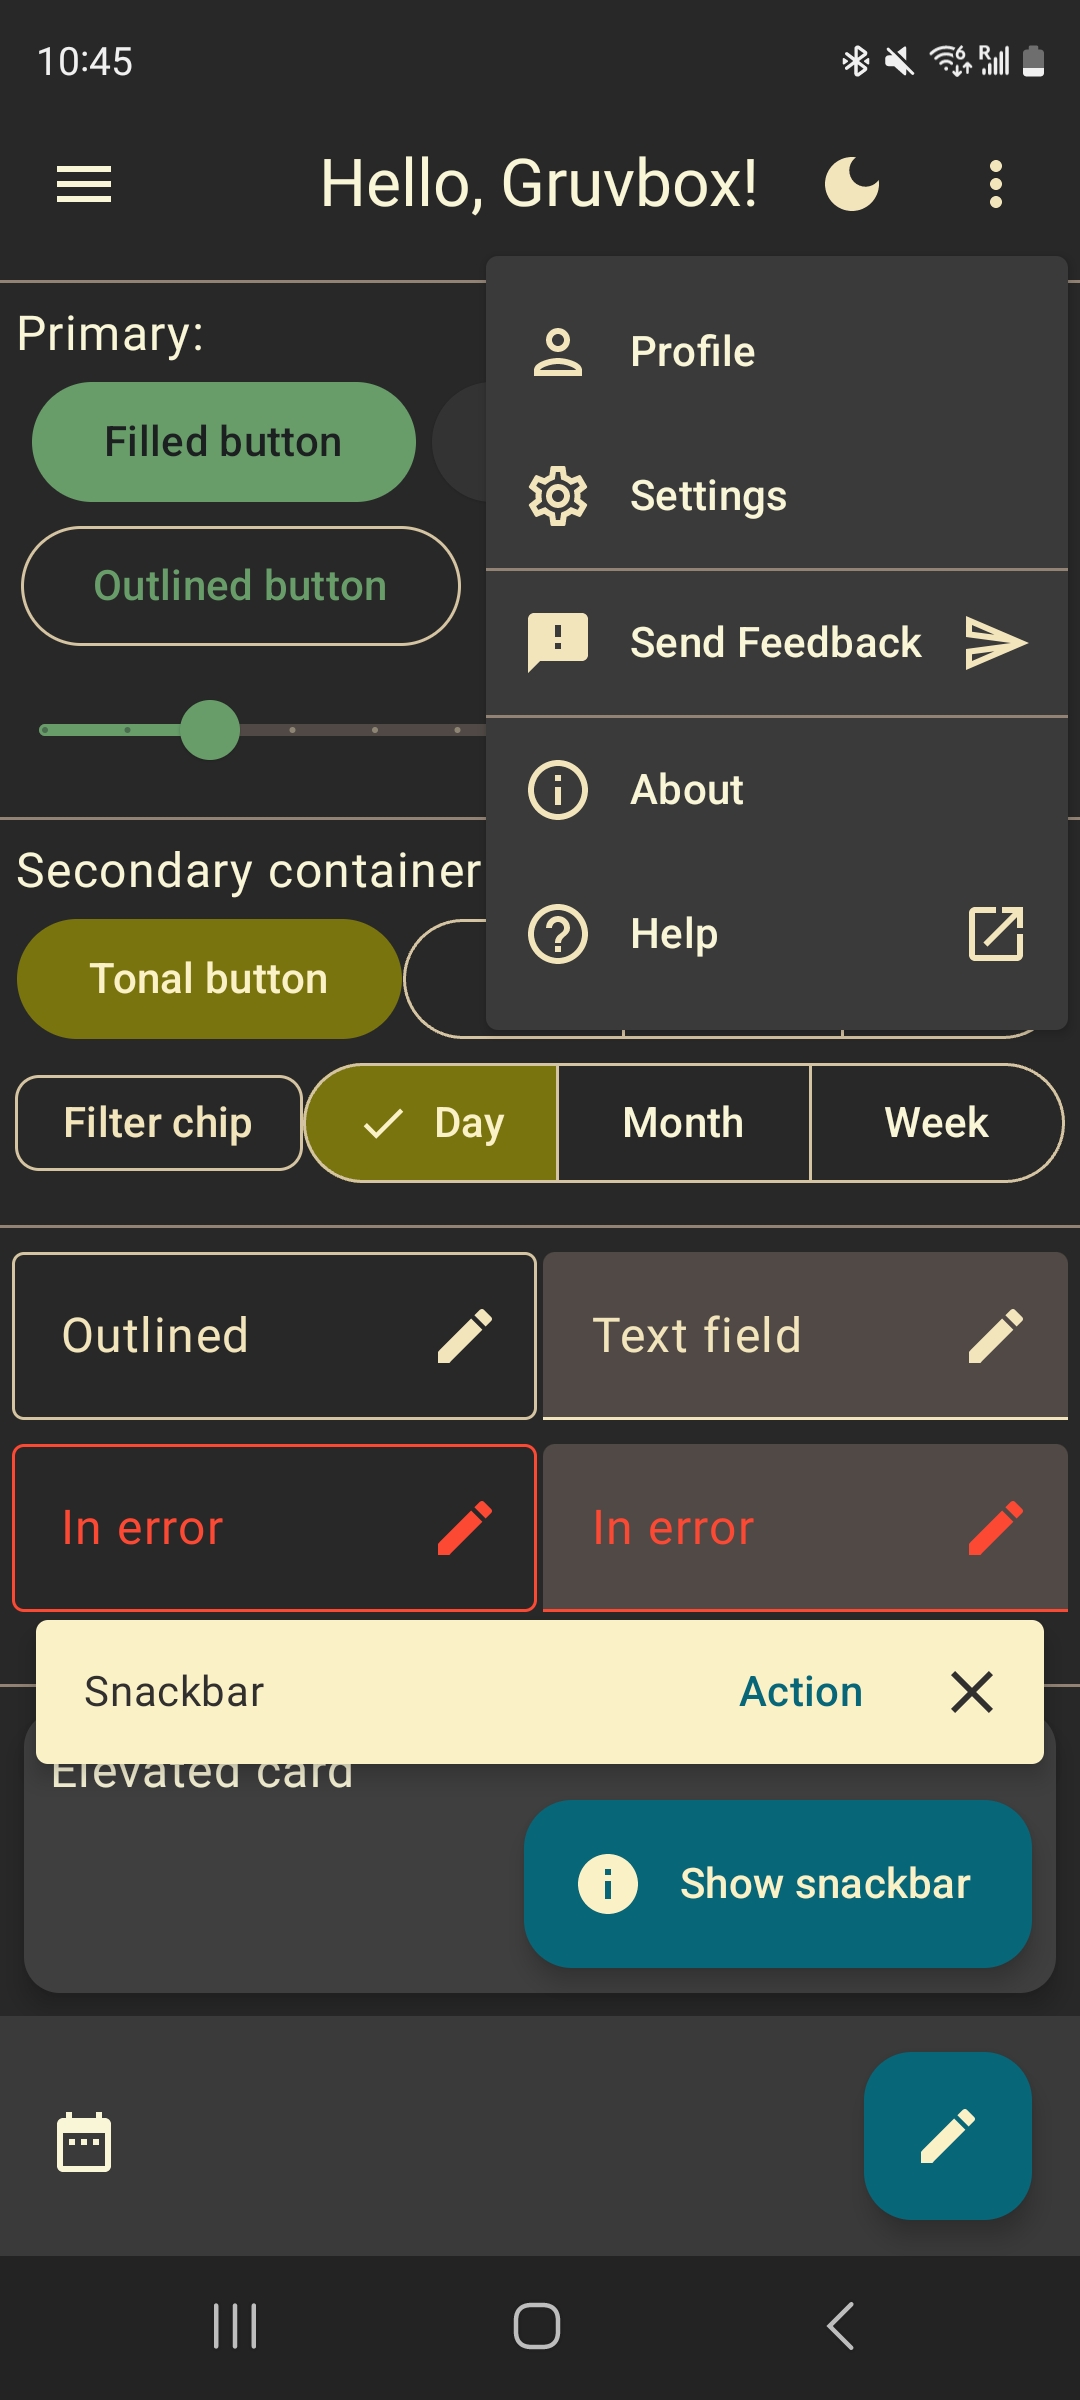 10:45
Hello, Gruvbox!
Primary:
Filled button
Outlined button
Profile
Settings
Send Feedback
About
Help
Secondary container
Tonal button
Filter chip
Day
Month
Week
Outlined
Text field
In error
In error
Snackbar
Action
Elevated card
Show snackbar